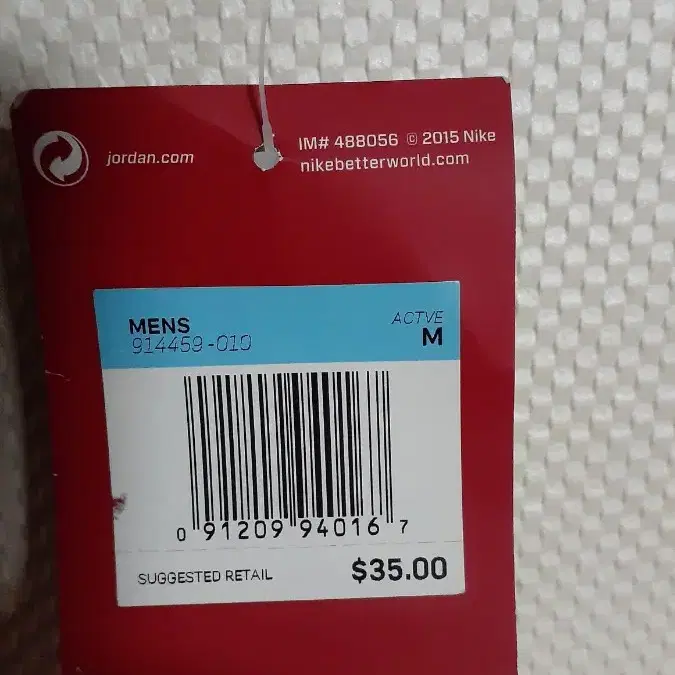 jordan.com
IM# 488056 © 2015 Nike
nikebetterworld.com
MENS
914459-010
ACTVE
M
0 91209 94016 7
SUGGESTED RETAIL
$35.00